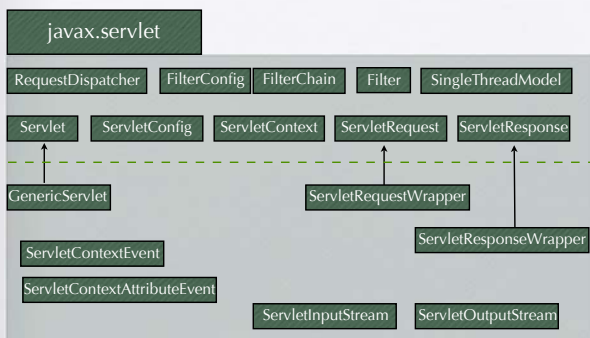 javax.servlet
RequestDispatcher
FilterConfig
FilterChain
Filter
SingleThreadModel
Servlet
ServletConfig
ServletContext
ServletRequest
ServletResponse
GenericServlet
ServletRequestWrapper
ServletResponseWrapper
ServletContextEvent
ServletContextAttributeEvent
ServletInputStream
ServletOutputStream